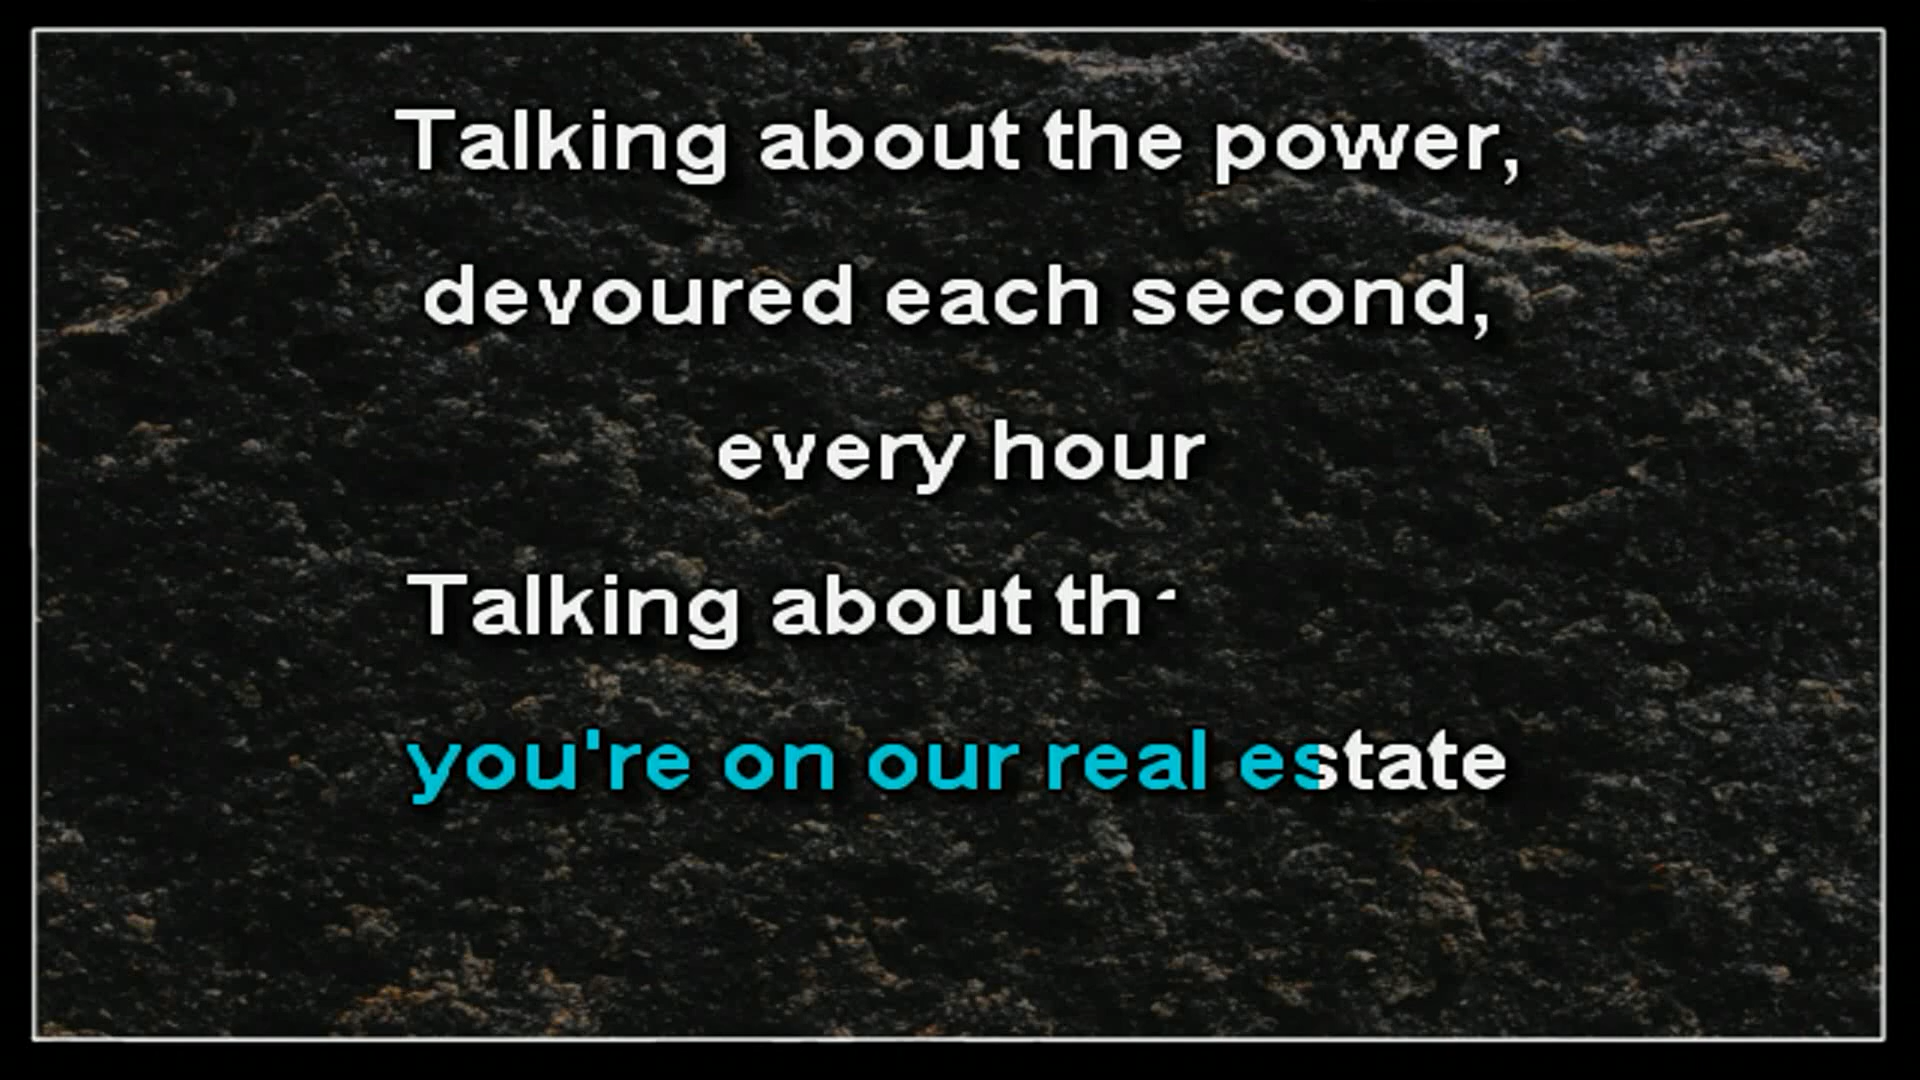 Talking about the power,
devoured each second,
every hour
Talking about th
you're on our real estate